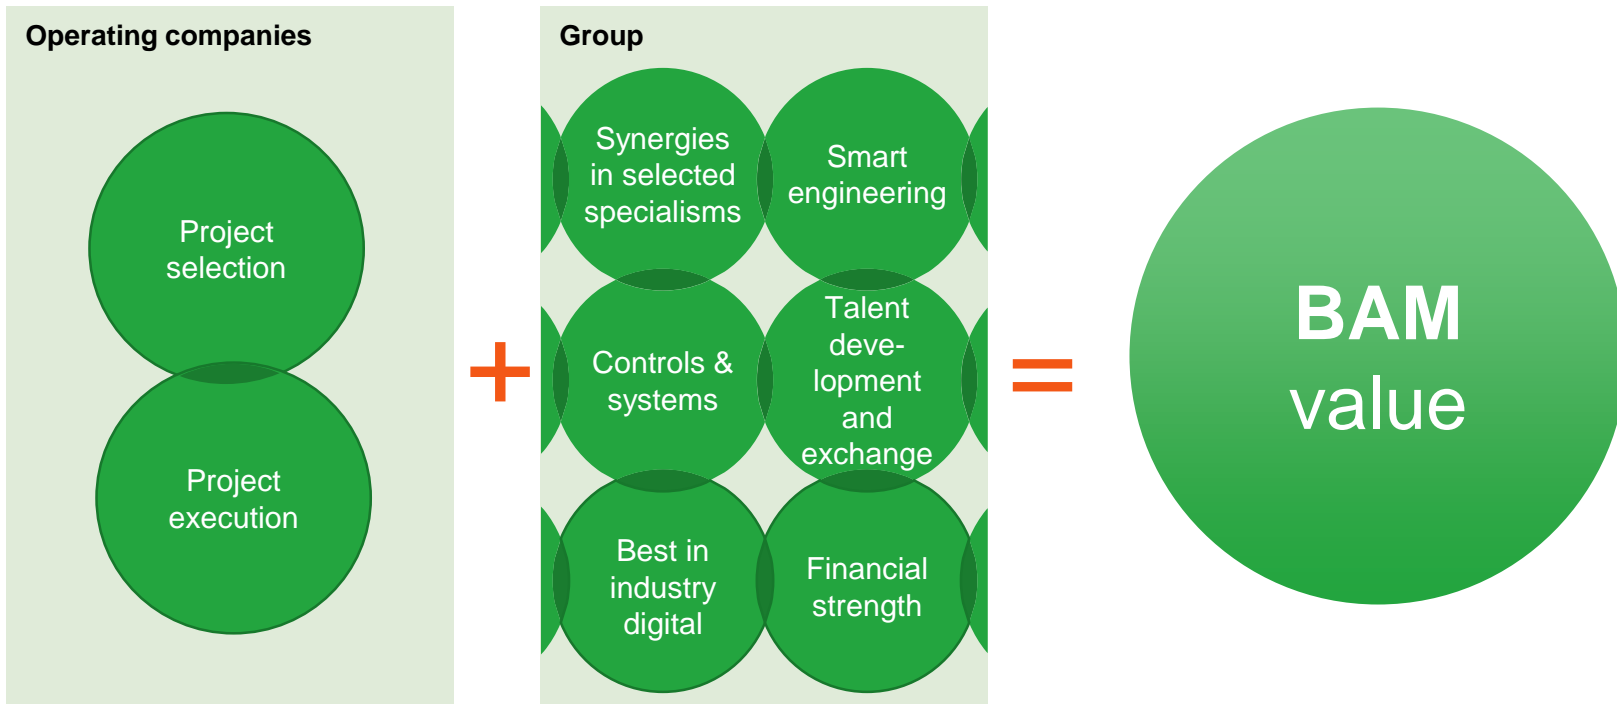 Operating companies
Project
selection
Project
execution
+
Group
Synergies
in selected
specialisms
Smart
engineering
Controls &
systems
Talent
deve-
lopment
and
exchange
Best in
industry
digital
Financial
strength
=
BAM
value